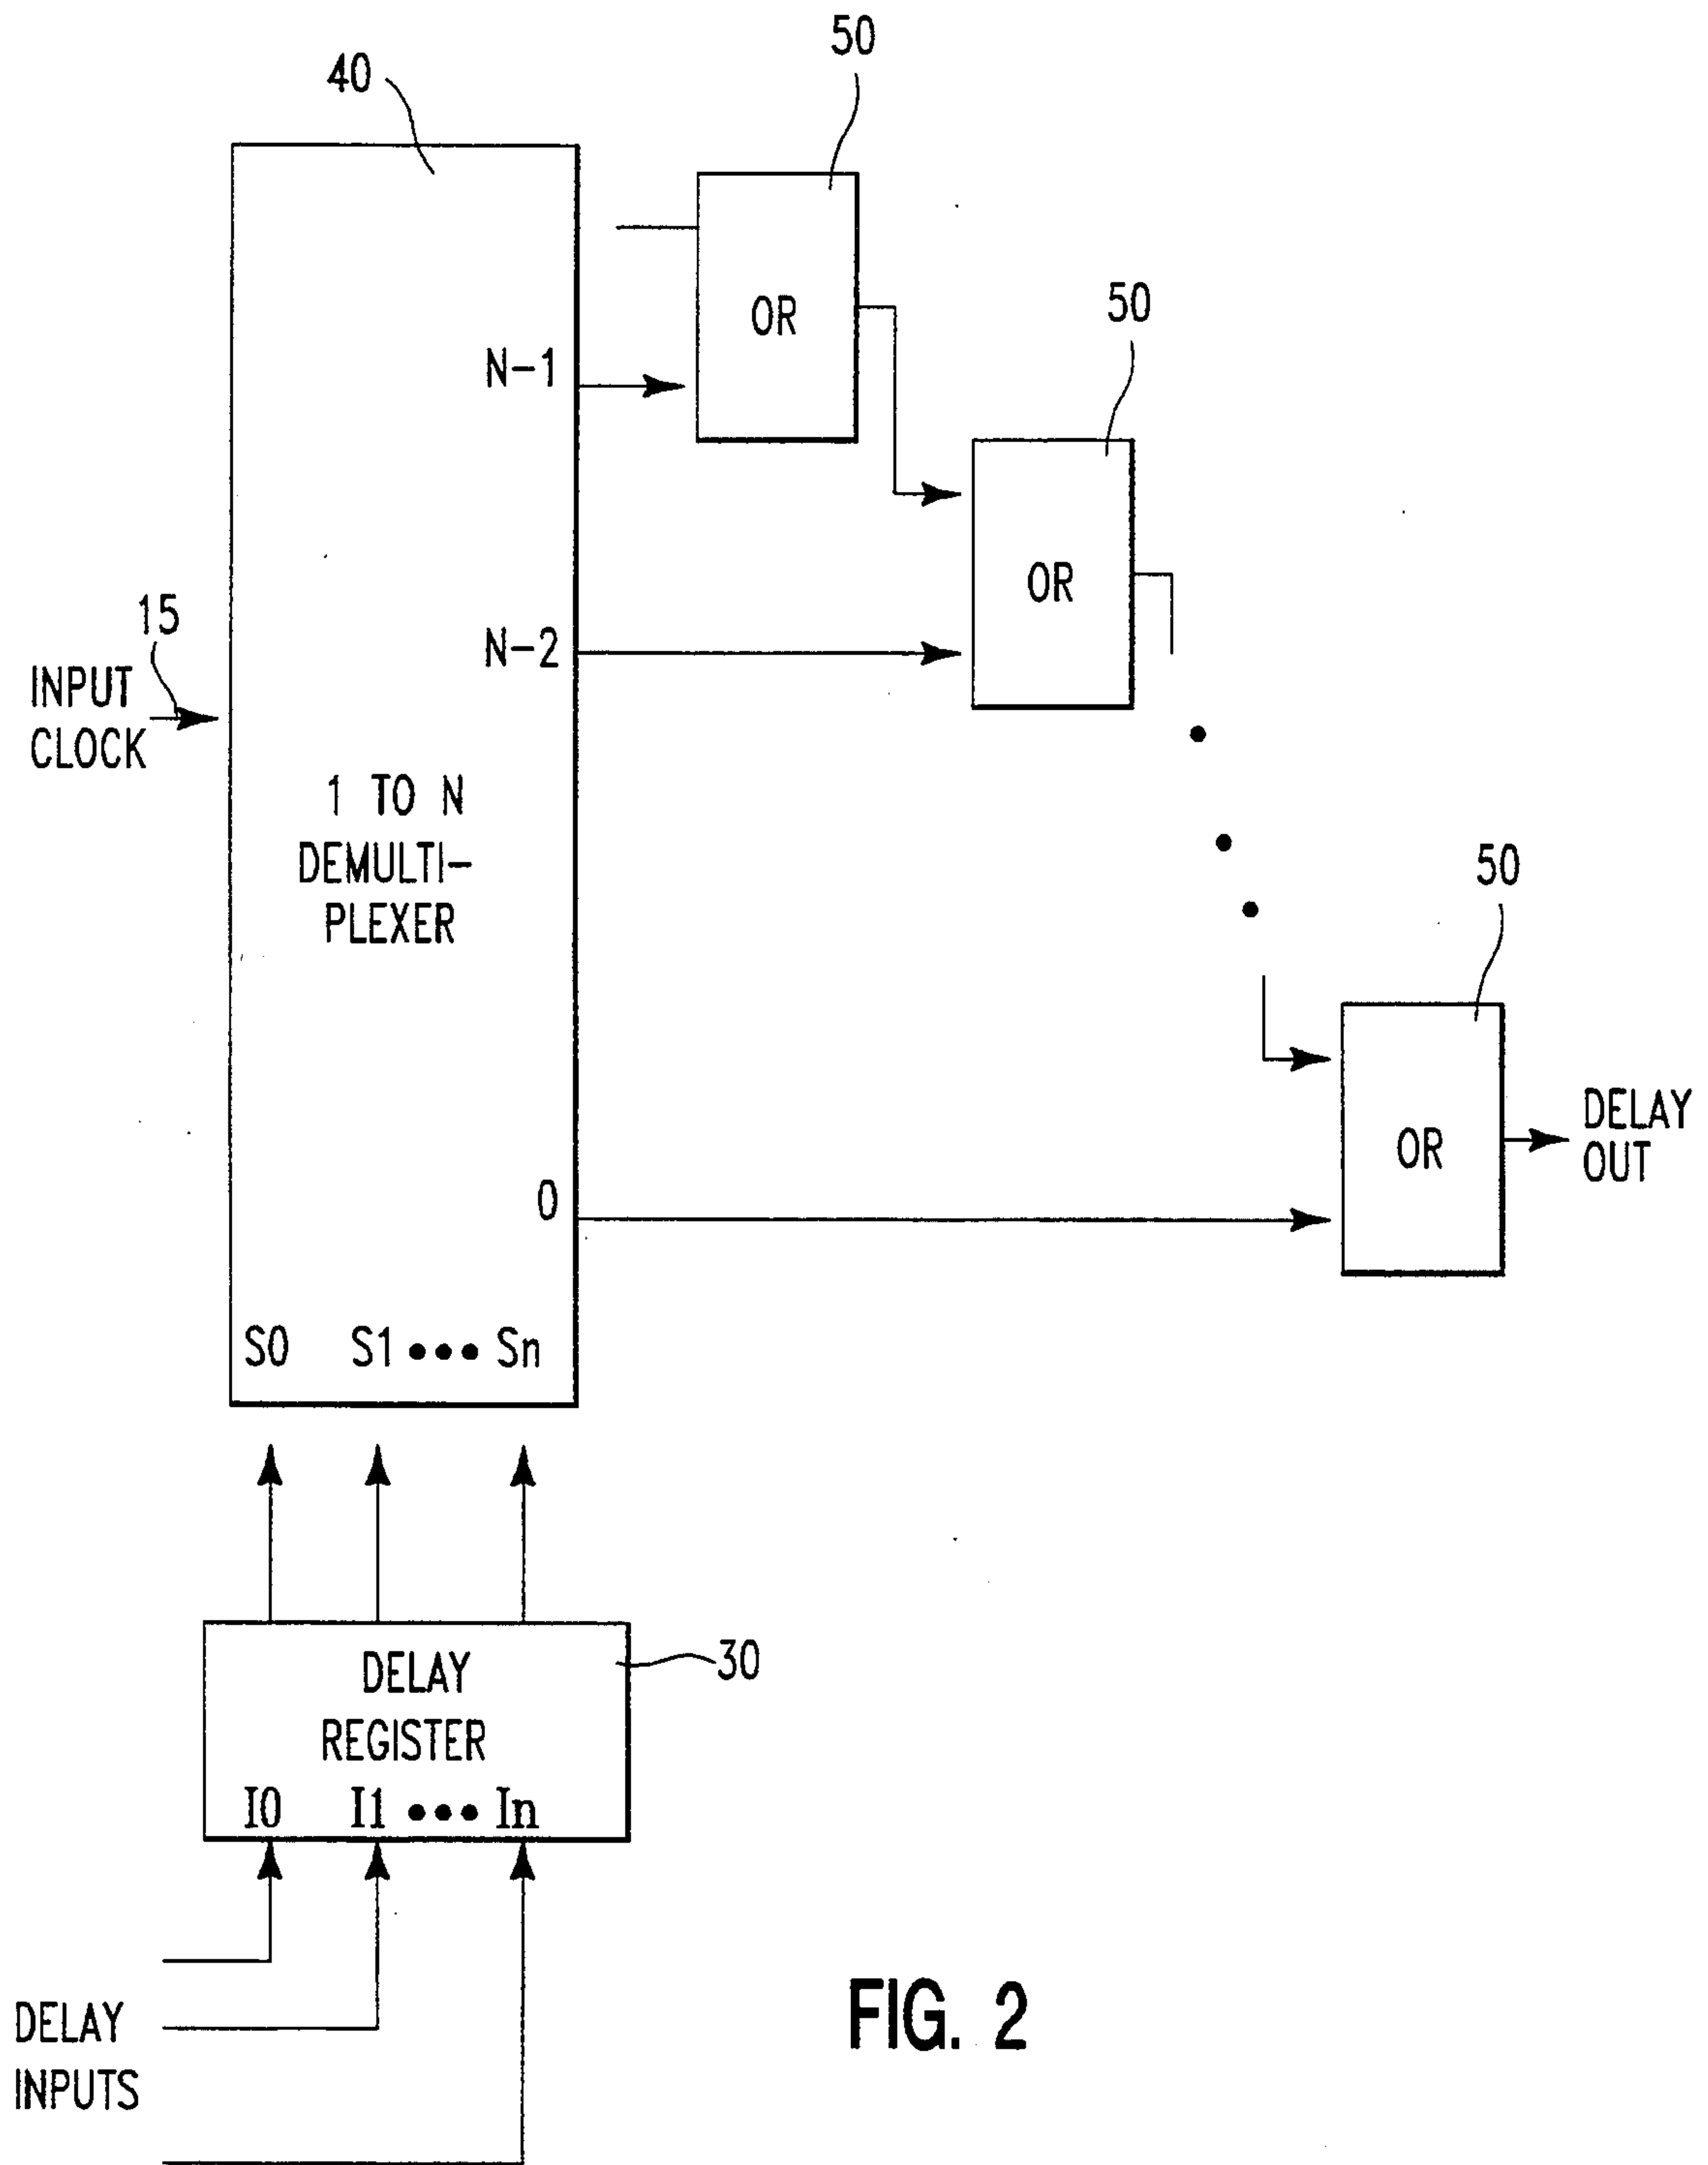 50
40
50
OR
N-1
OR
15
N-2
INPUT
CLOCK
1 TO N
DEMULTI-
PLEXER
50
DELAY
OUT
OR
0
S0 S1 ••• Sn
DELAY
REGISTER
30
I0 I1 ••• In
DELAY
INPUTS
FIG. 2